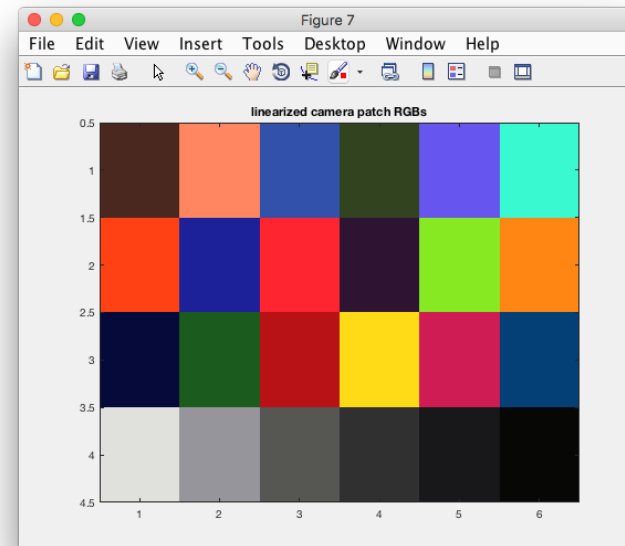 Figure 7
File Edit View Insert Tools Desktop Window Help
linearized camera patch RGBs
0.5
1
1.5
2
2.5
3
3.5
4
4.5
1 2 3 4 5 6